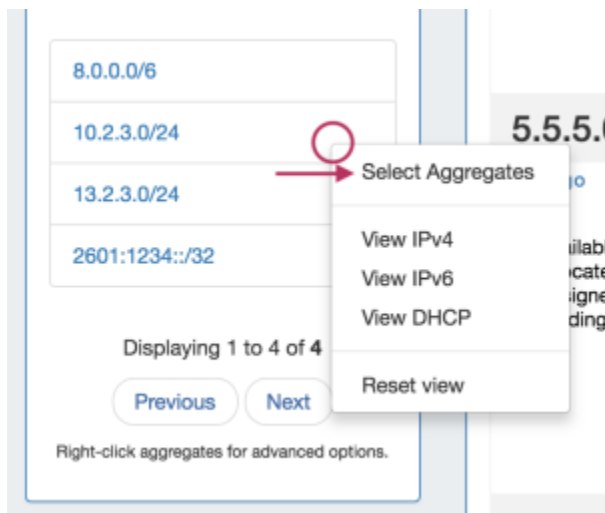 8.0.0.0/6
10.2.3.0/24
13.2.3.0/24
2601:1234::/32
Displaying 1 to 4 of 4
Previous Next
Right-click aggregates for advanced options.
Select Aggregates
View IPv4
View IPv6
View DHCP
Reset view
5.5.5.